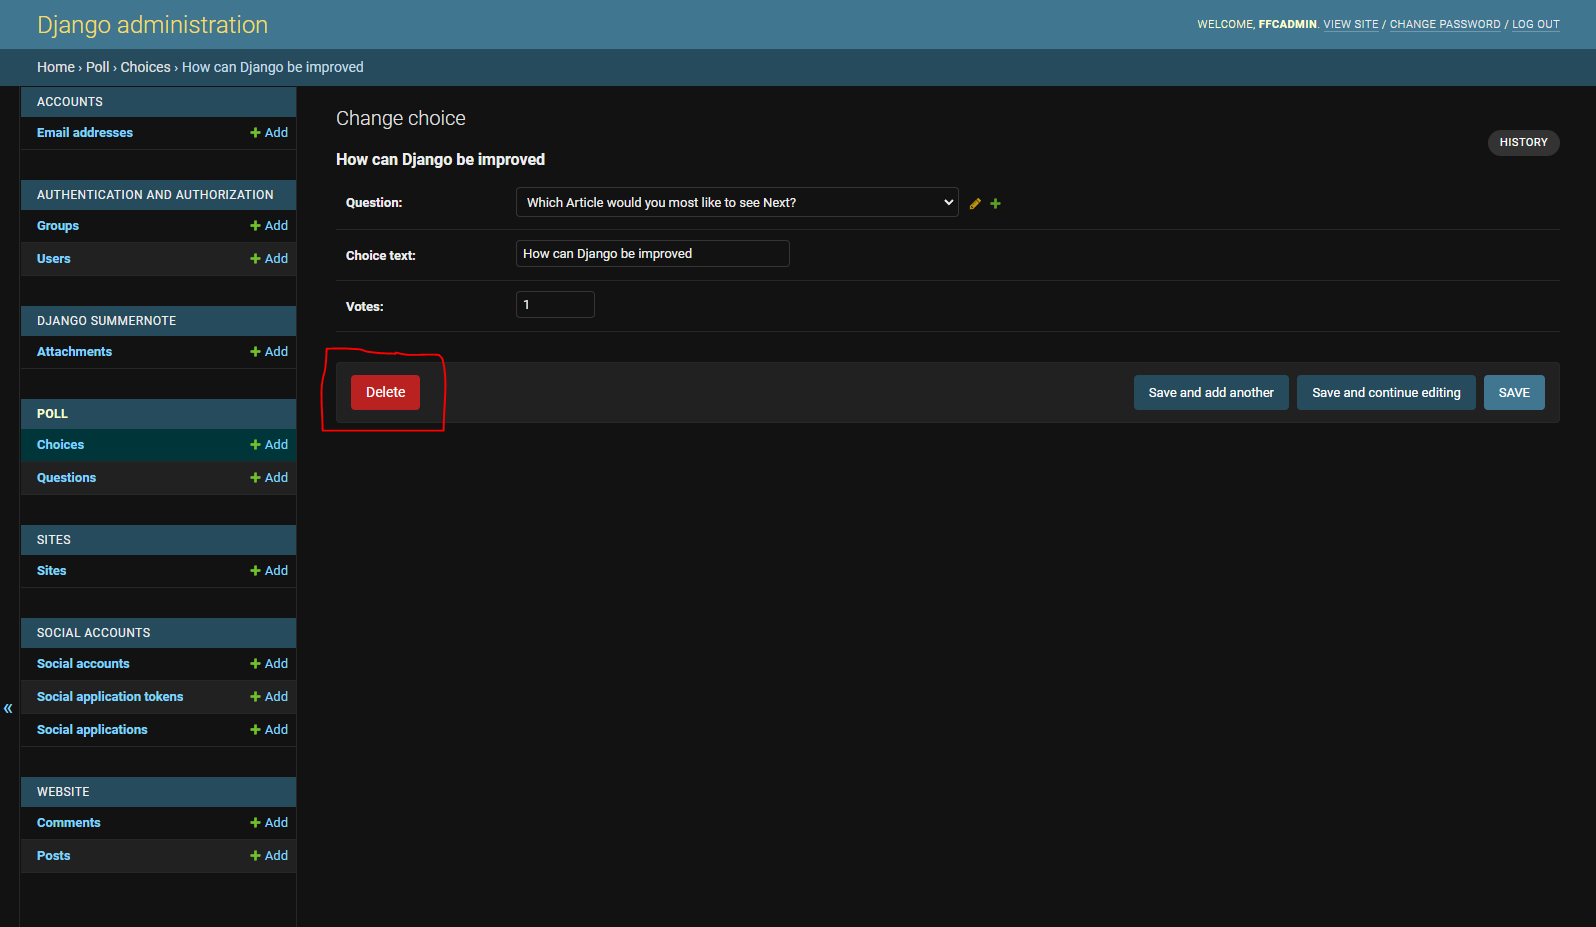 Django administration
WELCOME, FFCADMIN. VIEW SITE / CHANGE PASSWORD / LOG OUT
Home › Poll › Choices › How can Django be improved
ACCOUNTS
Email addresses
Add
AUTHENTICATION AND AUTHORIZATION
Groups
Add
Users
Add
DJANGO SUMMERNOTE
Attachments
Add
POLL
Choices
Add
Questions
Add
SITES
Sites
Add
SOCIAL ACCOUNTS
Social accounts
Add
Social application tokens
Add
Social applications
Add
WEBSITE
Comments
Add
Posts
Add
«
Change choice
HISTORY
How can Django be improved
Question:
Which Article would you most like to see Next?
Choice text:
How can Django be improved
Votes:
1
Delete
Save and add another
Save and continue editing
SAVE